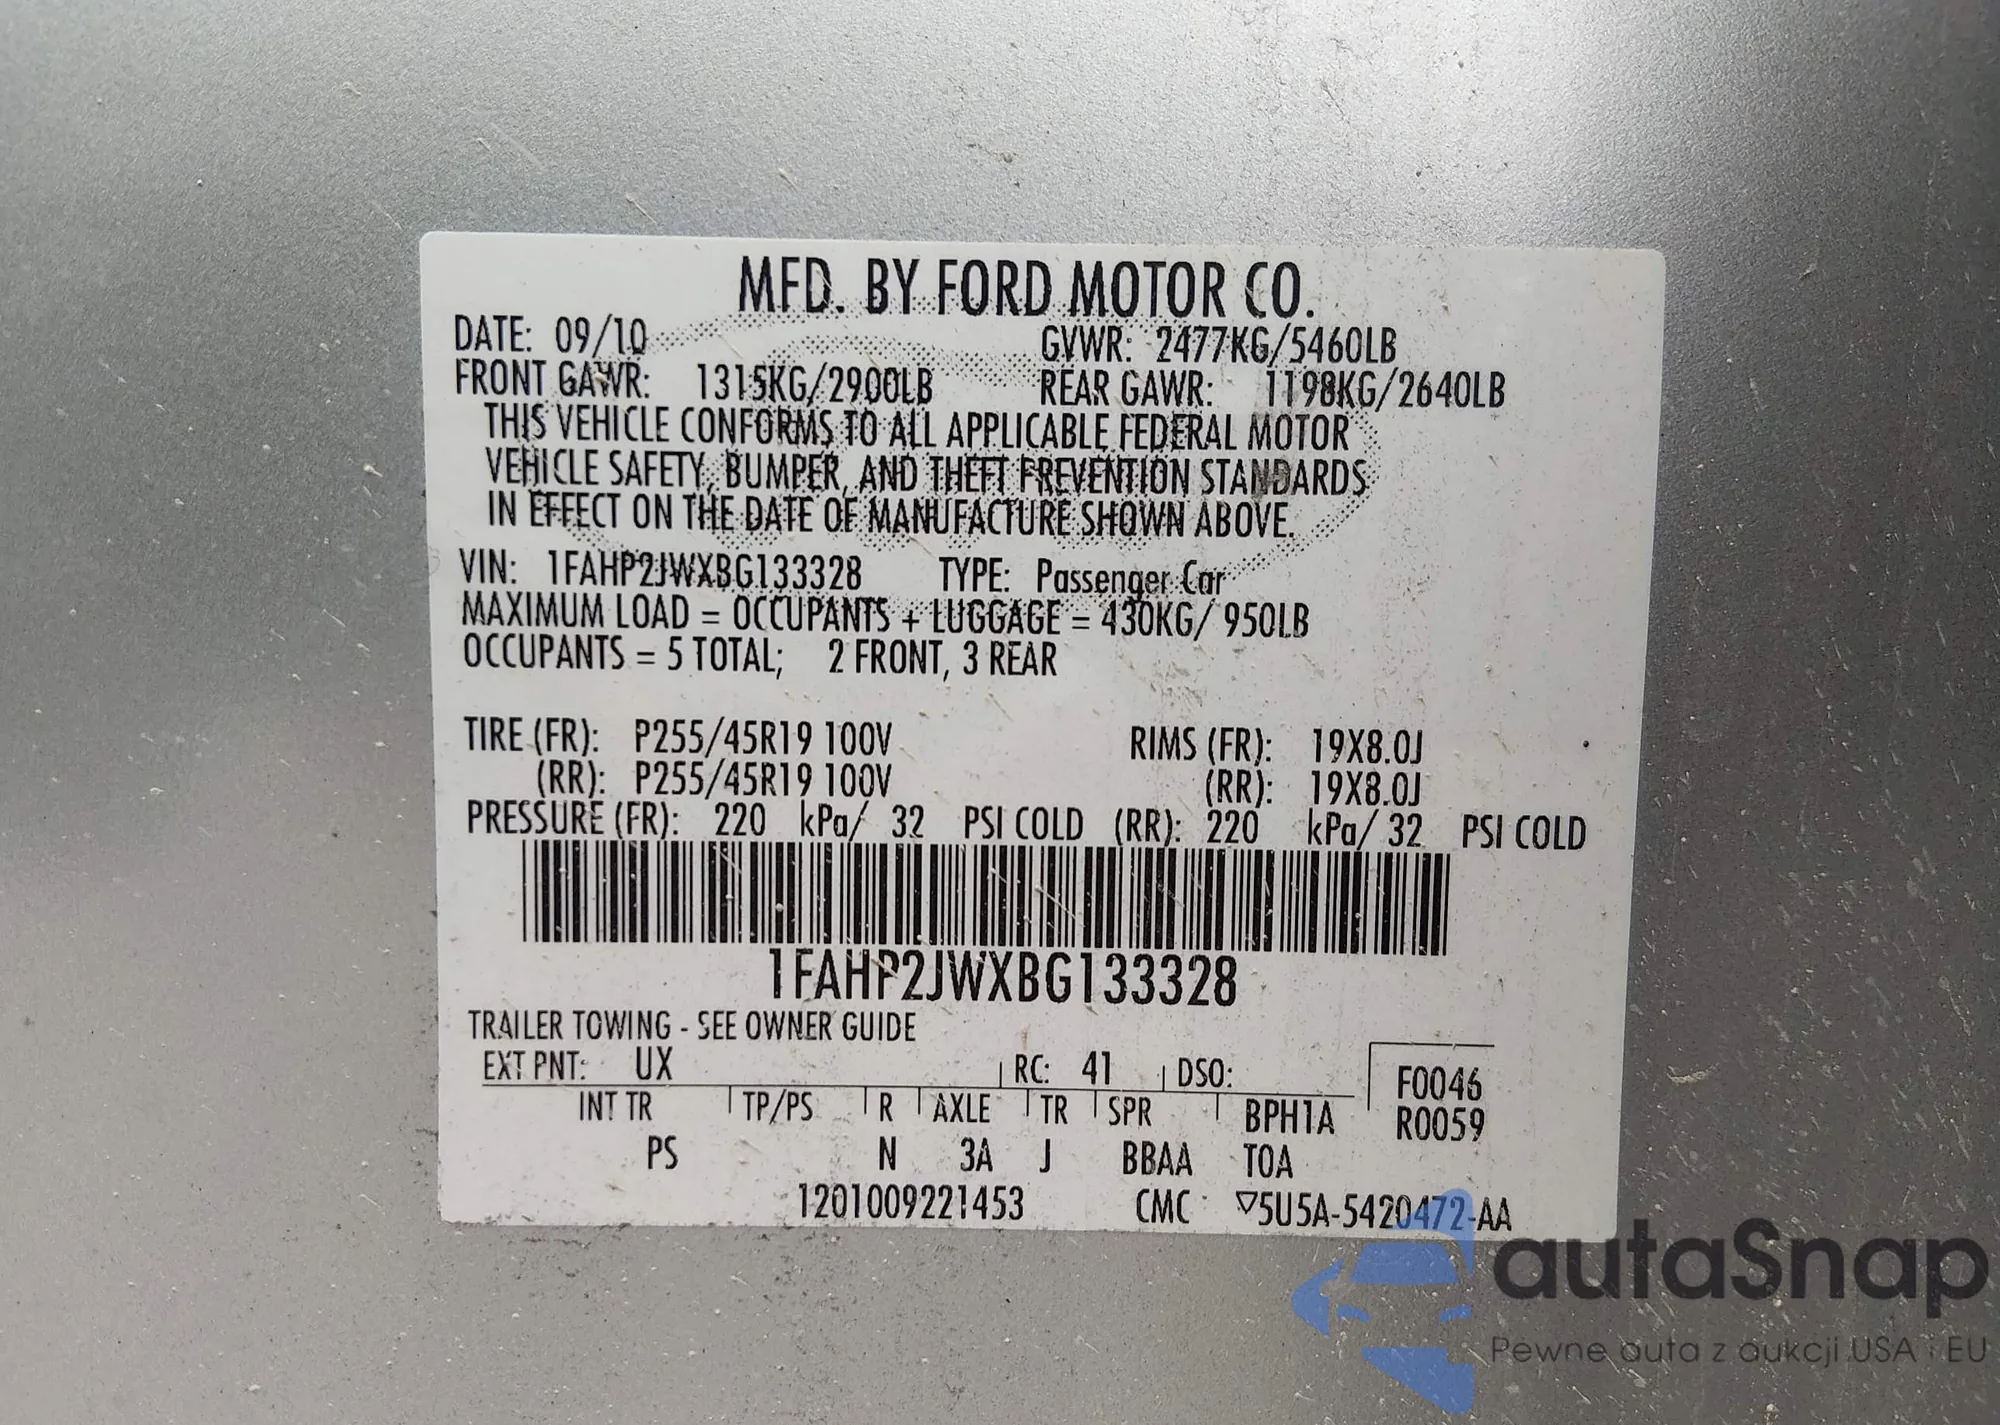 MFD. BY FORD MOTOR CO.
DATE: 09/10 GVWR: 2477KG/5460LB
FRONT GAWR: 1315KG/2900LB REAR GAWR: 1198KG/2640LB
THIS VEHICLE CONFORMS TO ALL APPLICABLE FEDERAL MOTOR
VEHICLE SAFETY, BUMPER, AND THEFT PREVENTION STANDARDS
IN EFFECT ON THE DATE OF MANUFACTURE SHOWN ABOVE.
VIN: 1FAHP2JWXBG133328 TYPE: Passenger Car
MAXIMUM LOAD = OCCUPANTS + LUGGAGE = 430KG/ 950LB
OCCUPANTS = 5 TOTAL; 2 FRONT, 3 REAR
TIRE (FR): P255/45R19 100V RIMS (FR): 19X8.0J
(RR): P255/45R19 100V (RR): 19X8.0J
PRESSURE (FR): 220 kPa/ 32 PSI COLD (RR): 220 kPa/ 32 PSI COLD
1FAHP2JWXBG133328
TRAILER TOWING - SEE OWNER GUIDE
EXT PNT: UX RC: 41 DSO: F0046
INT TR TP/PS R AXLE TR SPR BPH1A R0059
PS N 3A J BBAA TOA
1201009221453 CMC ▽5U5A-5420472-AA
autaSnap
Pewne auta z aukcji USA i EU